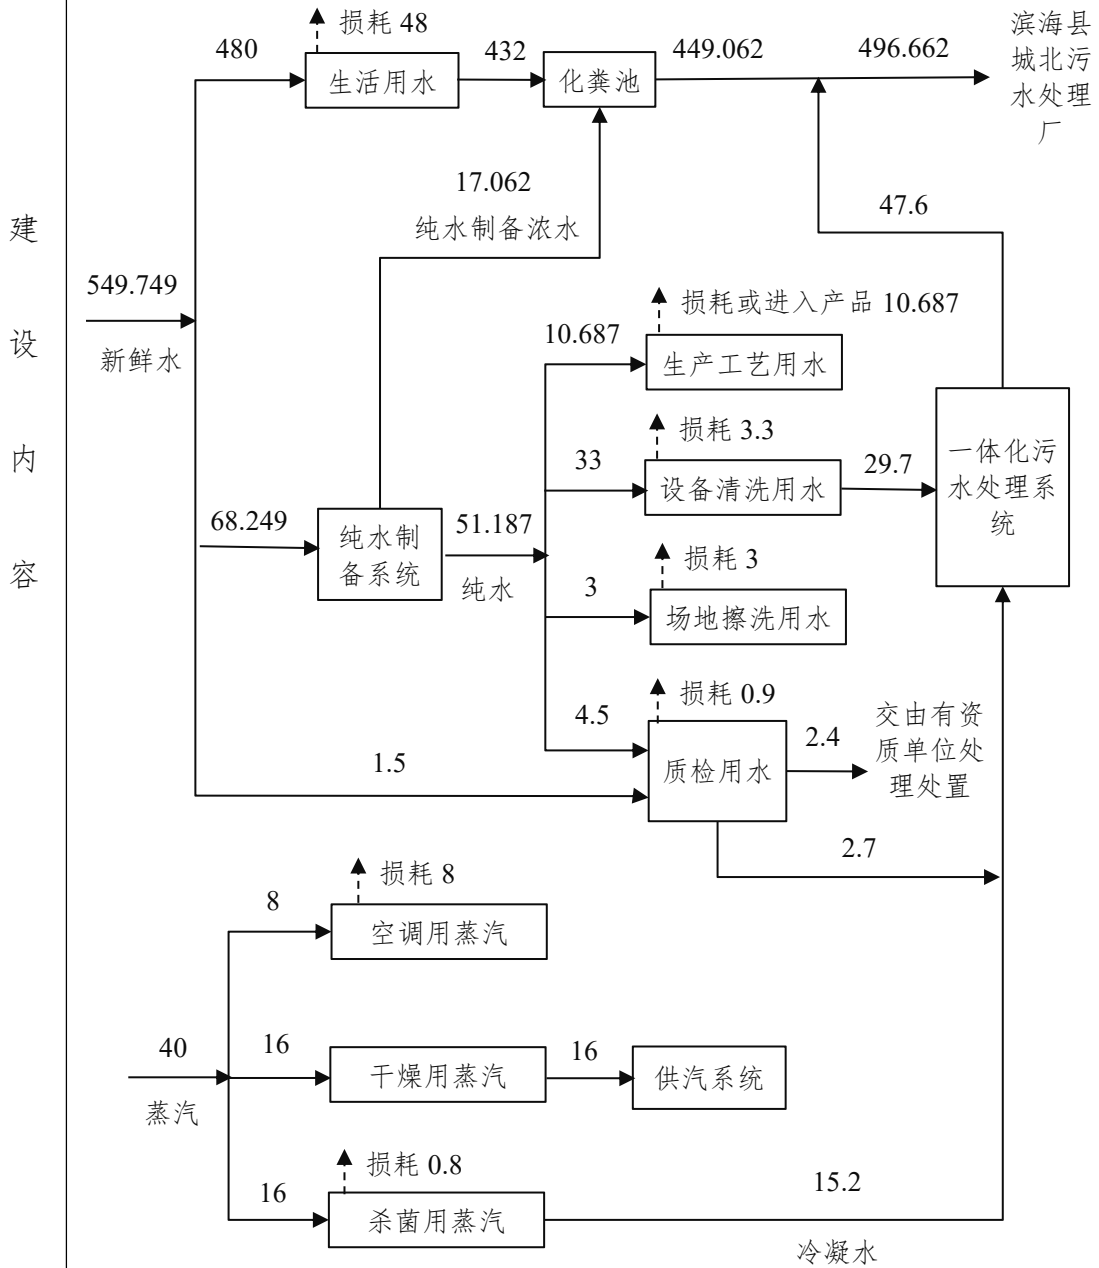 建
设
内
容
损耗 48
480
432
449.062
496.662
滨海县
城北污
水处理
厂
生活用水
化粪池
17.062
纯水制备浓水
47.6
549.749
新鲜水
损耗或进入产品 10.687
10.687
生产工艺用水
损耗 3.3
33
设备清洗用水
29.7
一体化污
水处理系
统
68.249
纯水制
备系统
51.187
纯水
损耗 3
3
场地擦洗用水
损耗 0.9
4.5
质检用水
2.4
交由有资
质单位处
理处置
1.5
2.7
损耗 8
8
空调用蒸汽
40
蒸汽
16
干燥用蒸汽
16
供汽系统
损耗 0.8
16
杀菌用蒸汽
15.2
冷凝水